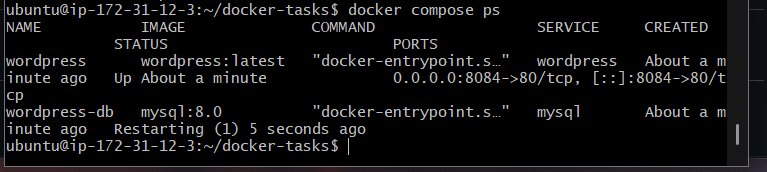 ubuntu@ip-172-31-12-3:~/docker-tasks$ docker compose ps
NAME IMAGE COMMAND SERVICE CREATED
STATUS PORTS
wordpress wordpress:latest "docker-entrypoint.s…" wordpress About a m
inute ago Up About a minute 0.0.0.0:8084->80/tcp, [::]:8084->80/t
cp
wordpress-db mysql:8.0 "docker-entrypoint.s…" mysql About a m
inute ago Restarting (1) 5 seconds ago
ubuntu@ip-172-31-12-3:~/docker-tasks$